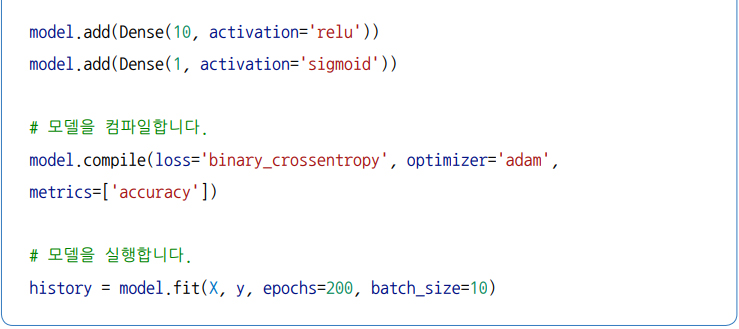 model.add(Dense(10, activation='relu'))
model.add(Dense(1, activation='sigmoid'))
# 모델을 컴파일합니다.
model.compile(loss='binary_crossentropy', optimizer='adam',
metrics=['accuracy'])
# 모델을 실행합니다.
history = model.fit(X, y, epochs=200, batch_size=10)